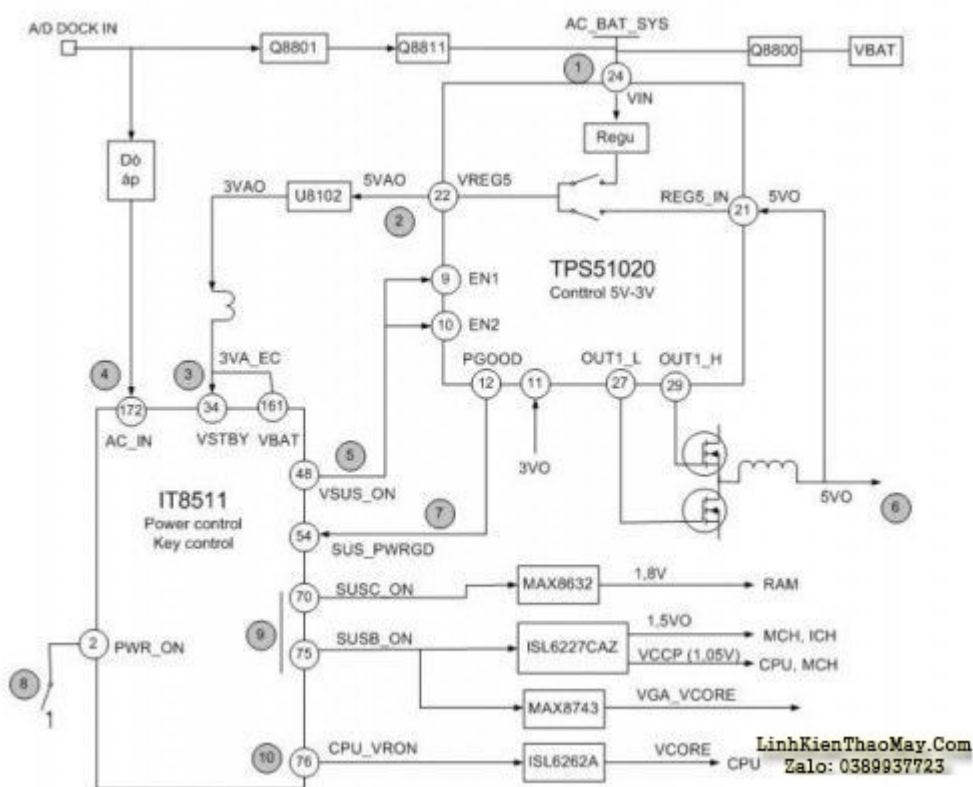 A/D DOCK IN
Q8801
Q8811
AC_BAT_SYS
Q8800
VBAT
1
24
VIN
Dò
áp
Regu
3VAO
U8102
5VAO
22
VREG5
REG5_IN
21
5VO
2
TPS51020
Conttrol 5V-3V
9
EN1
10
EN2
PGOOD
OUT1_L
OUT1_H
12
11
27
29
4
3
3VA_EC
172
34
161
AC_IN
VSTBY
VBAT
3VO
5VO
6
5
48
VSUS_ON
IT8511
Power control
Key control
7
54
SUS_PWRGD
70
SUSC_ON
MAX8632
1,8V
RAM
9
75
SUSB_ON
ISL6227CAZ
1,5VO
MCH, ICH
VCCP (1,05V)
CPU, MCH
2
PWR_ON
8
MAX8743
VGA_VCORE
10
76
CPU_VRON
ISL6262A
VCORE
CPU
LinhKienThaoMay.Com
Zalo: 0389937723